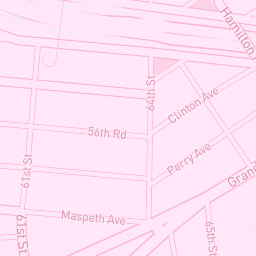 Hamilton
64th St
Clinton Ave
56th Rd
Perry Ave
61st St
Grand
Maspeth Ave
61st St
65th St